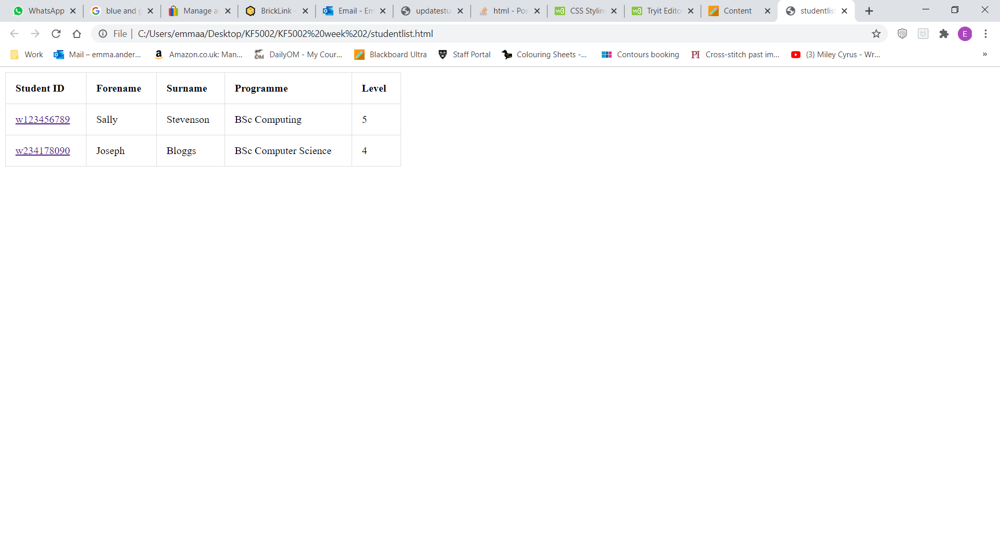 WhatsApp blue and g Manage a BrickLink - Email - Em updatestu html - Pos CSS Stylin Tryit Edito Content studentlist
File C:/Users/emmaa/Desktop/KF5002/KF5002%20week%202/studentlist.html E
Work Mail – emma.ander... Amazon.co.uk: Man... DailyOM - My Cour... Blackboard Ultra Staff Portal Colouring Sheets -... Contours booking PI Cross-stitch past im... (3) Miley Cyrus - Wr... »
Student ID Forename Surname Programme Level
w123456789 Sally Stevenson BSc Computing 5
w234178090 Joseph Bloggs BSc Computer Science 4